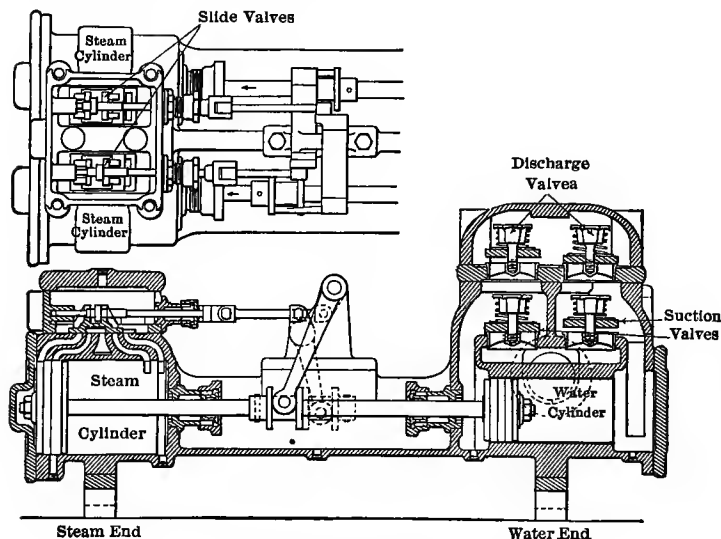 Slide Valves
Steam
Cylinder
Steam
Cylinder
Discharge
Valvea
Suction
Valves
Steam
Cylinder
Water
Cylinder
Steam End
Water End